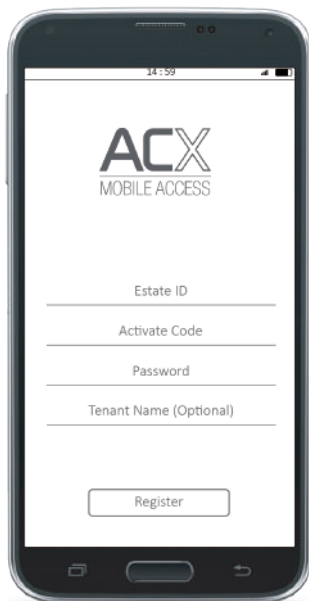 14:59
ACX
MOBILE ACCESS
Estate ID
Activate Code
Password
Tenant Name (Optional)
Register